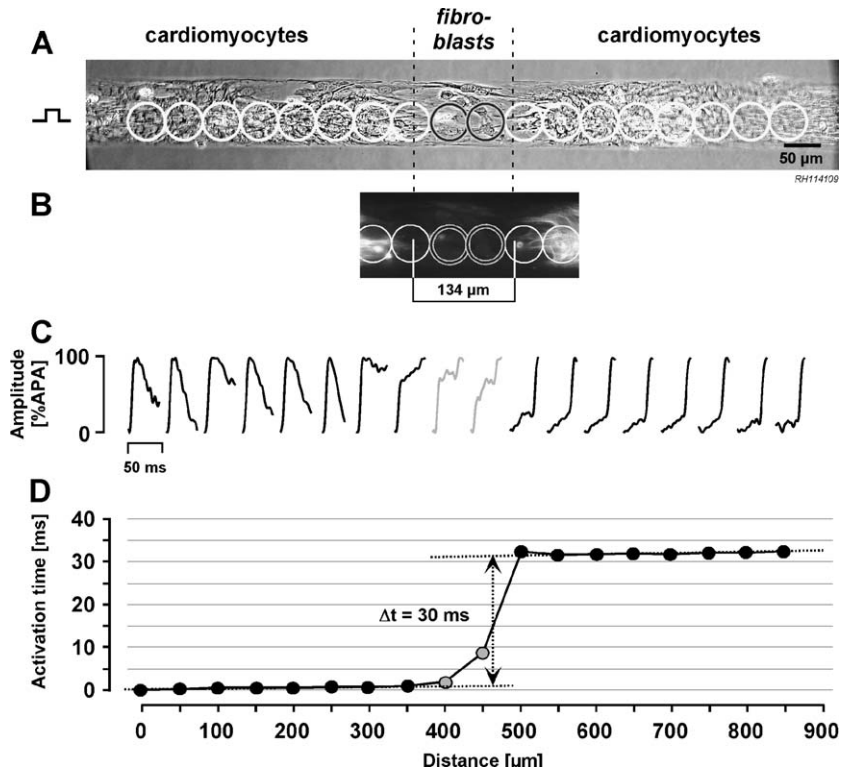 A
cardiomyocytes
fibro-
blasts
cardiomyocytes
50 µm
RH114109
B
134 µm
C
Amplitude
[%APA]
100
0
50 ms
D
Activation time [ms]
40
30
20
10
0
Δt = 30 ms
0 100 200 300 400 500 600 700 800 900
Distance [µm]